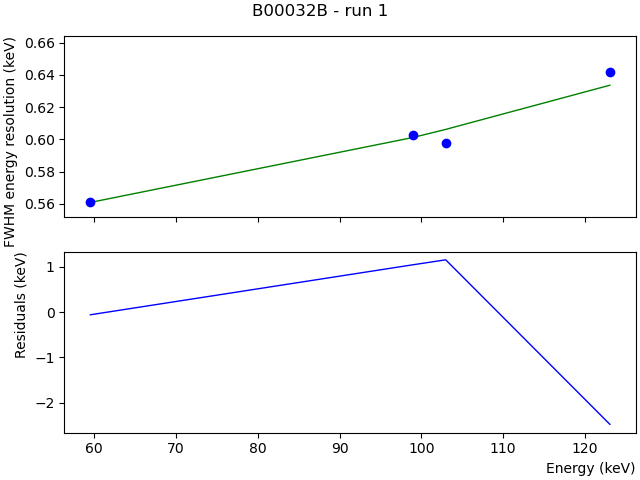 B00032B - run 1
FWHM energy resolution (keV)
0.66
0.64
0.62
0.60
0.58
0.56
Residuals (keV)
1
0
−1
−2
60 70 80 90 100 110 120
Energy (keV)